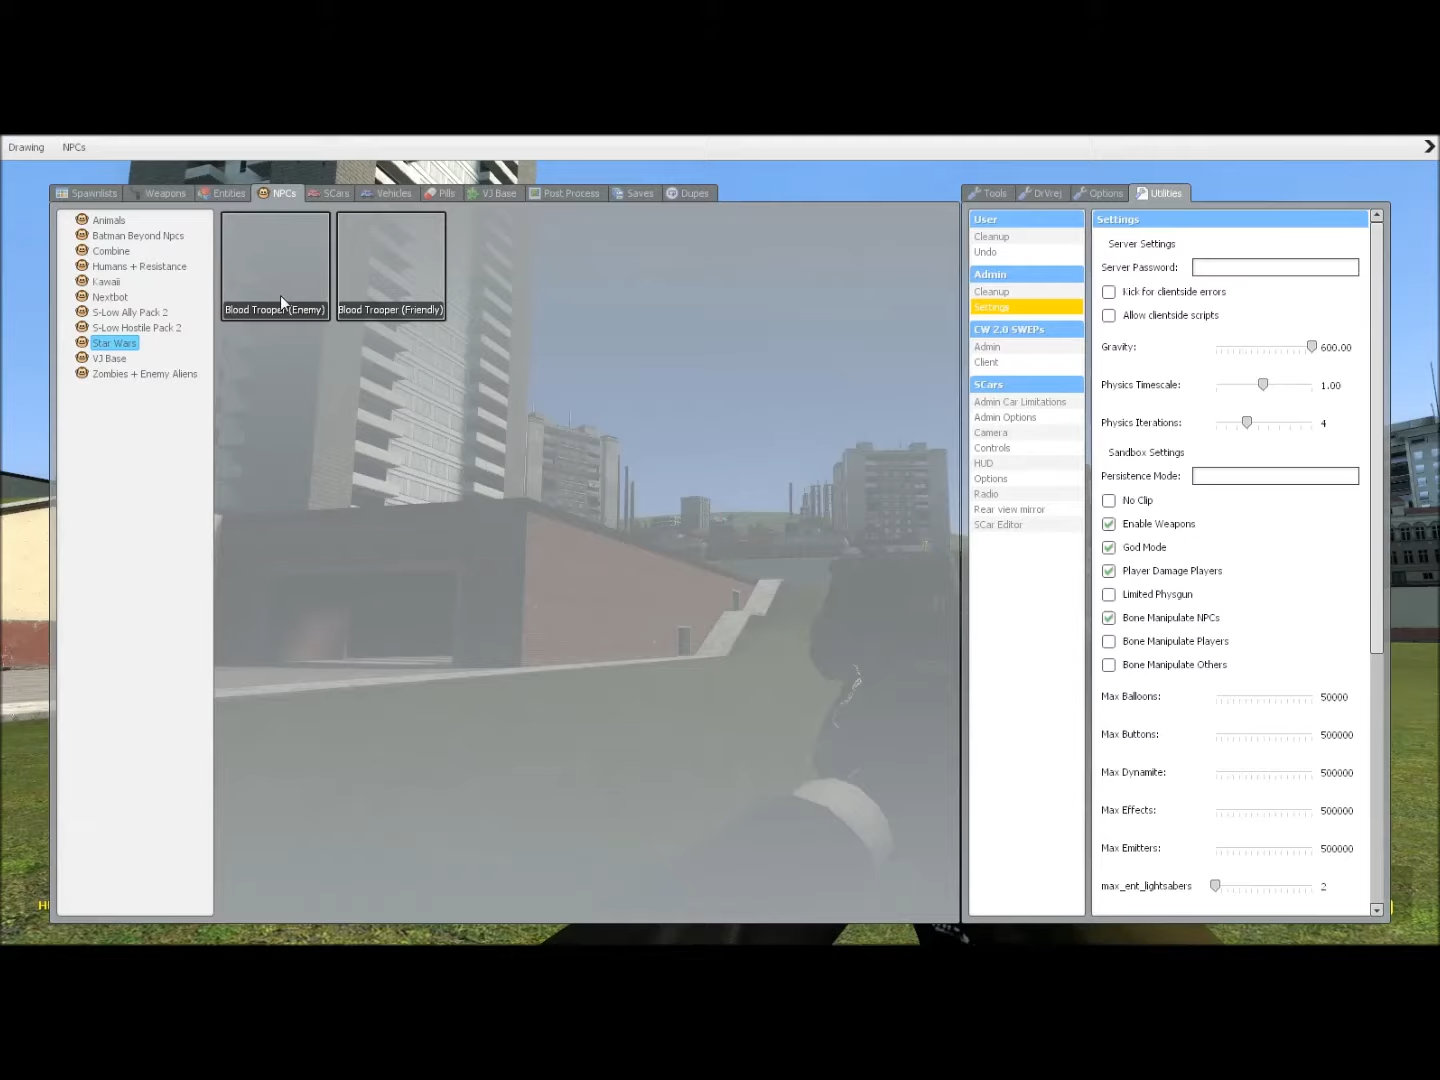 Drawing NPCs
Spawnlists Weapons Entities NPCs SCars Vehicles Pills VJ Base Post Process Saves Dupes
Tools DrVrej Options Utilities
Animals
Batman Beyond Npcs
Combine
Humans + Resistance
Kawaii
Nextbot
S-Low Ally Pack 2
S-Low Hostile Pack 2
Star Wars
VJ Base
Zombies + Enemy Aliens
Blood Trooper (Enemy)
Blood Trooper (Friendly)
User
Cleanup
Undo
Admin
Cleanup
Settings
CW 2.0 SWEPs
Admin
Client
SCars
Admin Car Limitations
Admin Options
Camera
Controls
HUD
Options
Radio
Rear view mirror
SCar Editor
Settings
Server Settings
Server Password:
Kick for clientside errors
Allow clientside scripts
Gravity: 600.00
Physics Timescale: 1.00
Physics Iterations: 4
Sandbox Settings
Persistence Mode:
No Clip
Enable Weapons
God Mode
Player Damage Players
Limited Physgun
Bone Manipulate NPCs
Bone Manipulate Players
Bone Manipulate Others
Max Balloons: 50000
Max Buttons: 500000
Max Dynamite: 500000
Max Effects: 500000
Max Emitters: 500000
max_ent_lightsabers 2